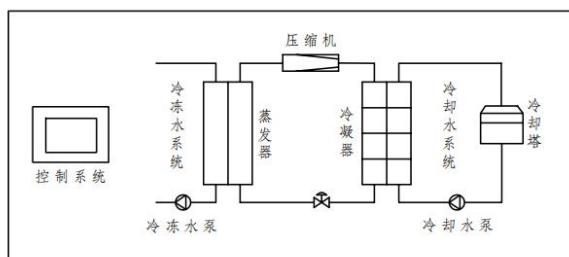 压缩机
冷冻水系统
蒸发器
冷凝器
冷却水系统
冷却塔
控制系统
冷冻水泵
冷却水泵